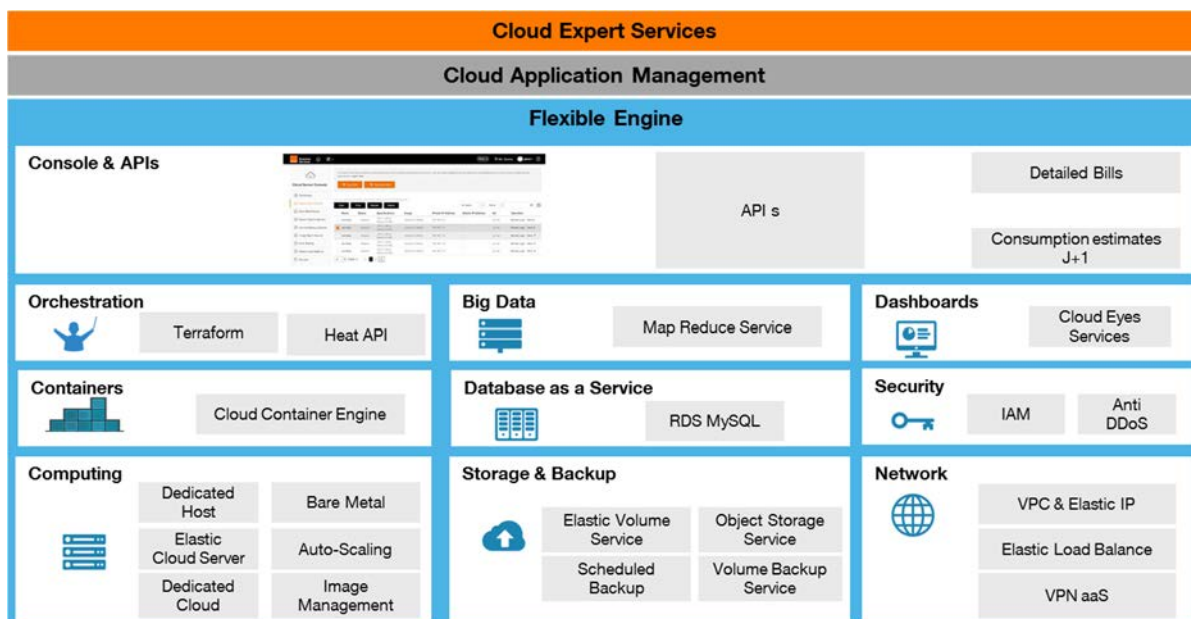 Cloud Expert Services
Cloud Application Management
Flexible Engine
Console & APIs
API s
Detailed Bills
Consumption estimates
J+1
Orchestration
Terraform
Heat API
Big Data
Map Reduce Service
Dashboards
Cloud Eyes
Services
Containers
Cloud Container Engine
Database as a Service
RDS MySQL
Security
IAM
Anti
DDoS
Computing
Dedicated
Host
Bare Metal
Elastic
Cloud Server
Auto-Scaling
Dedicated
Cloud
Image
Management
Storage & Backup
Elastic Volume
Service
Object Storage
Service
Scheduled
Backup
Volume Backup
Service
Network
VPC & Elastic IP
Elastic Load Balance
VPN aaS